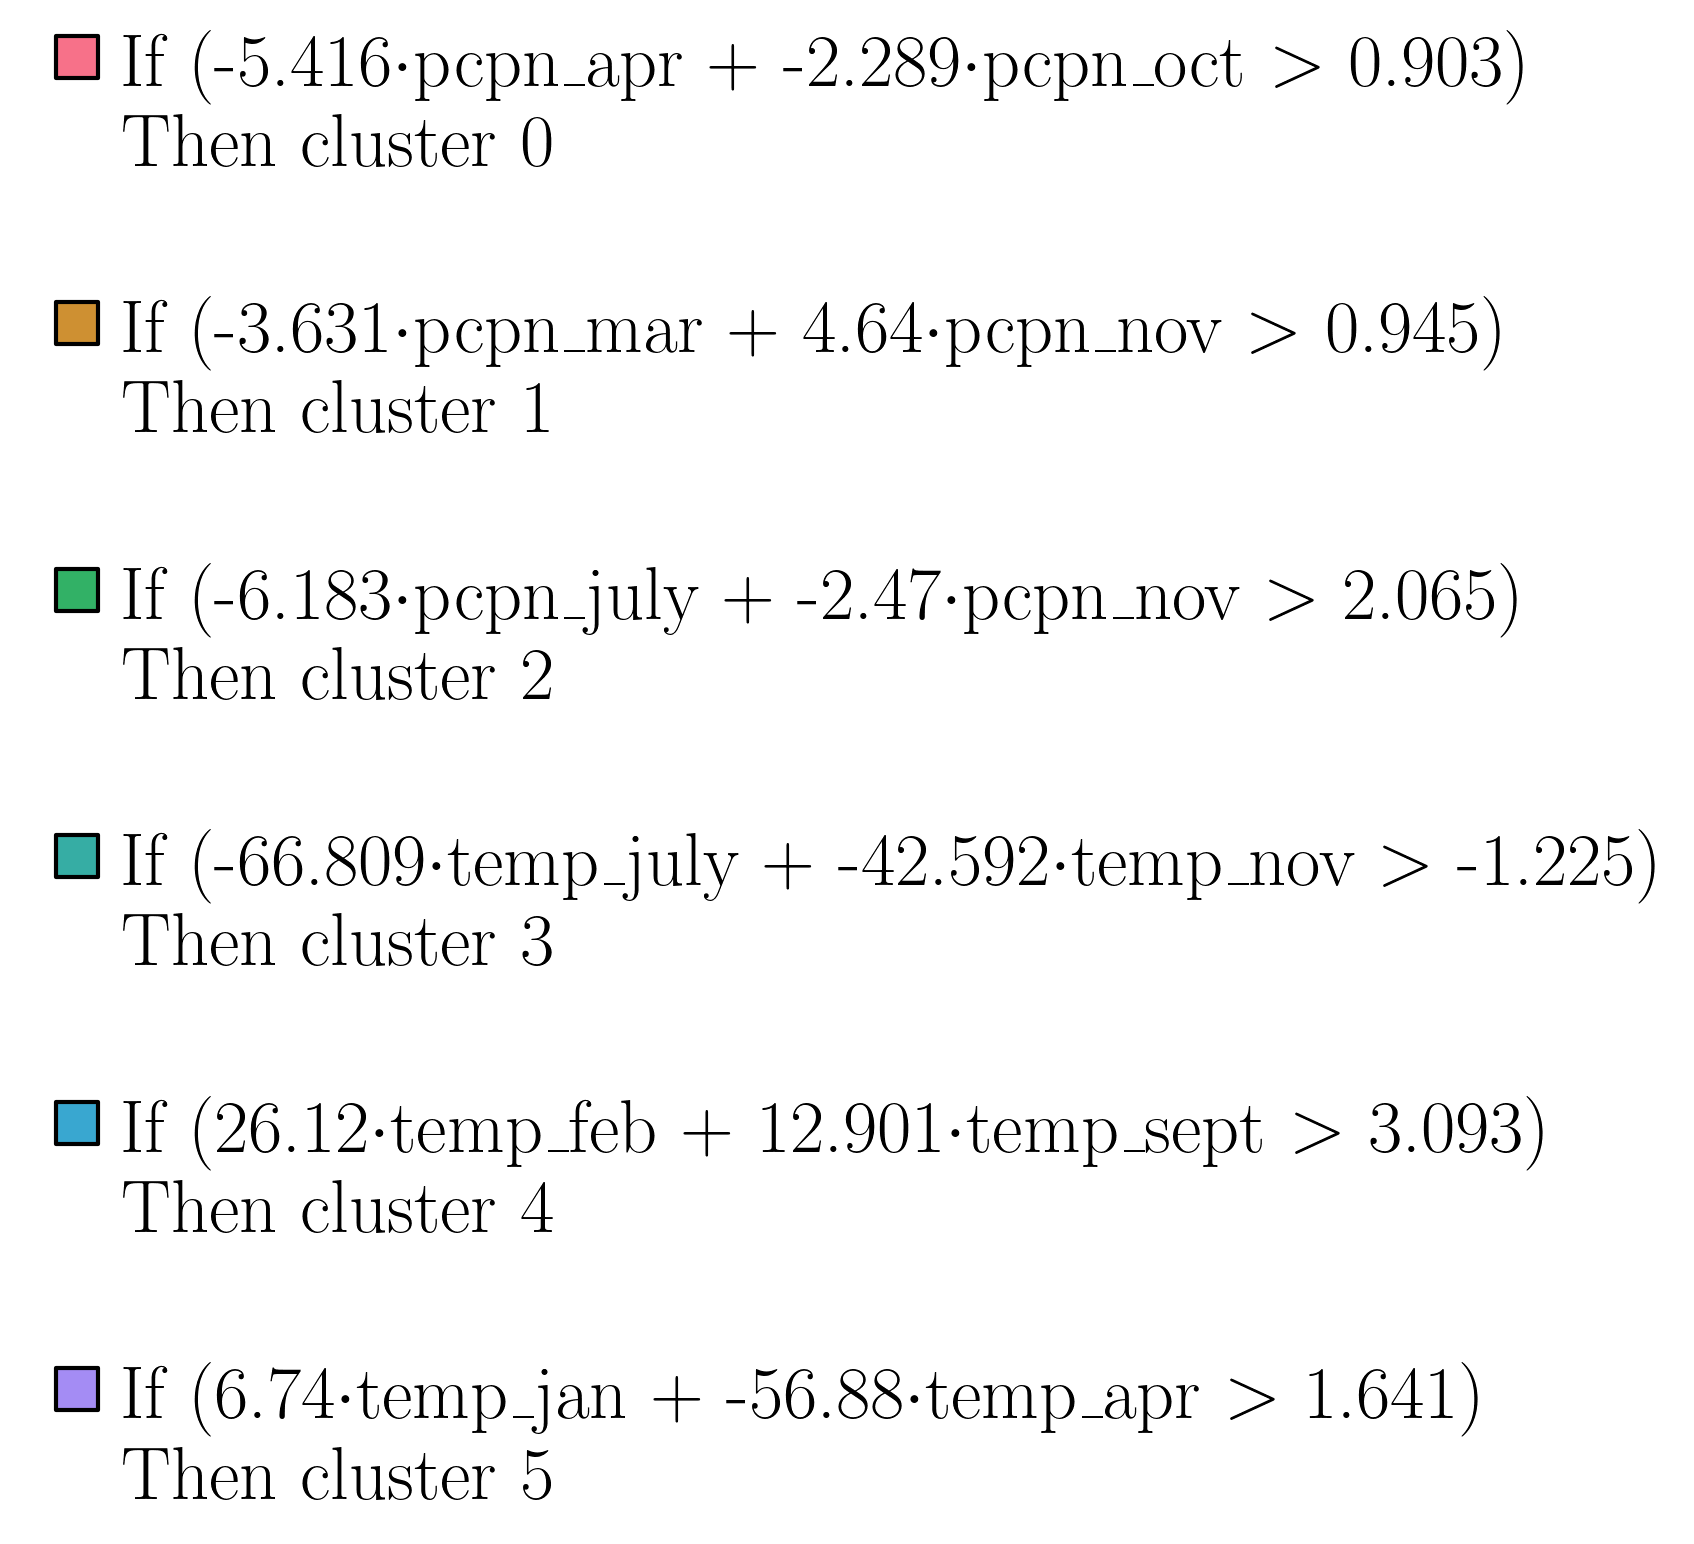 If (-5.416·pcpn_apr + -2.289·pcpn_oct > 0.903)
Then cluster 0
If (-3.631·pcpn_mar + 4.64·pcpn_nov > 0.945)
Then cluster 1
If (-6.183·pcpn_july + -2.47·pcpn_nov > 2.065)
Then cluster 2
If (-66.809·temp_july + -42.592·temp_nov > -1.225)
Then cluster 3
If (26.12·temp_feb + 12.901·temp_sept > 3.093)
Then cluster 4
If (6.74·temp_jan + -56.88·temp_apr > 1.641)
Then cluster 5